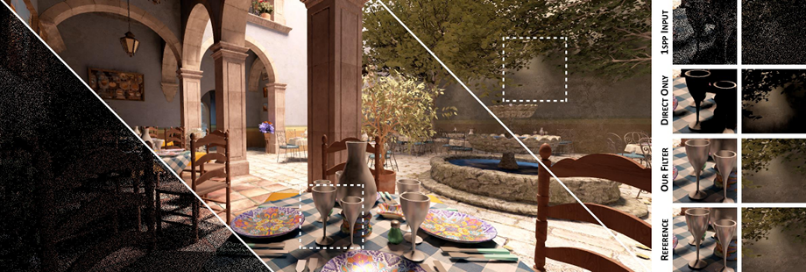 1SPP INPUT
DIRECT ONLY
OUR FILTER
REFERENCE